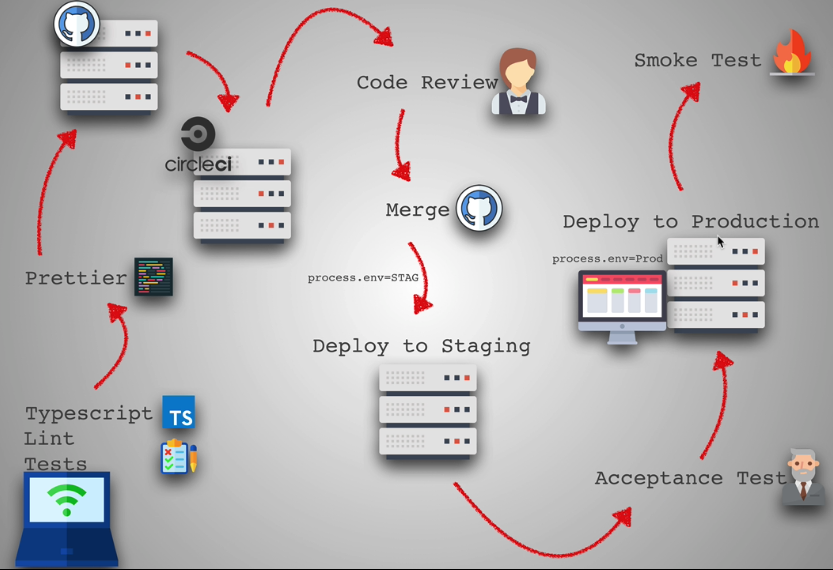 Typescript
TS
Lint
Tests
Prettier
circleci
Code Review
Merge
process.env=STAG
Deploy to Staging
Acceptance Test
Deploy to Production
process.env=Prod
Smoke Test